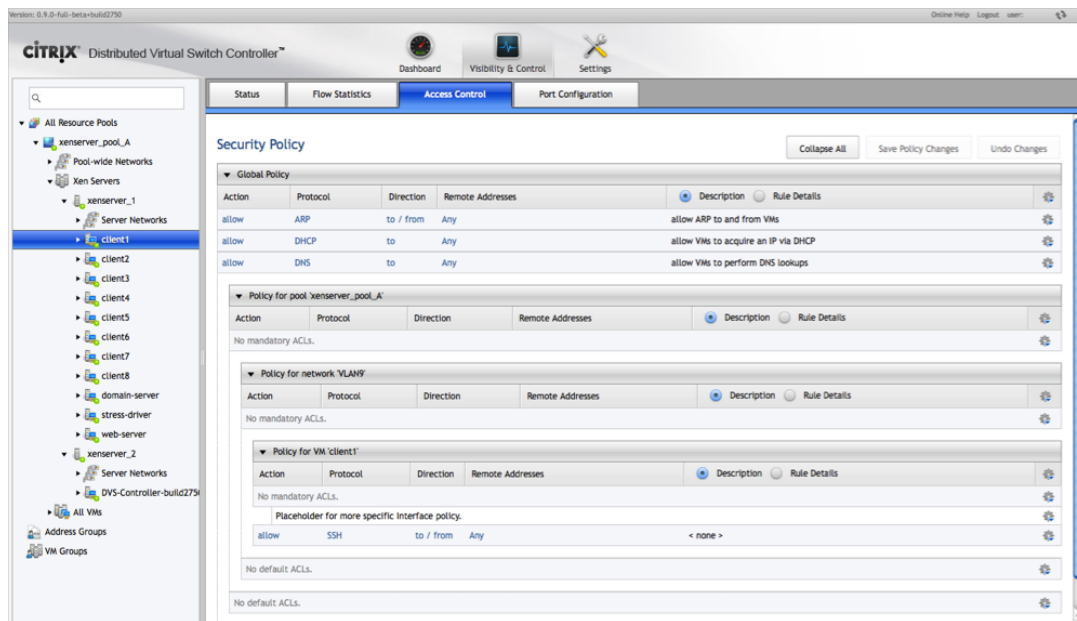 Version: 0.9.0-full-beta+build2750
Online Help Logout user:
CITRIX Distributed Virtual Switch Controller™
Dashboard Visibility & Control Settings
Status Flow Statistics Access Control Port Configuration
All Resource Pools
xenserver_pool_A
Pool-wide Networks
Xen Servers
xenserver_1
Server Networks
client1
client2
client3
client4
client5
client6
client7
client8
domain-server
stress-driver
web-server
xenserver_2
Server Networks
DVS-Controller-build2750
All VMs
Address Groups
VM Groups
Security Policy
Collapse All Save Policy Changes Undo Changes
Global Policy
Action Protocol Direction Remote Addresses Description Rule Details
allow ARP to / from Any allow ARP to and from VMs
allow DHCP to Any allow VMs to acquire an IP via DHCP
allow DNS to Any allow VMs to perform DNS lookups
Policy for pool 'xenserver_pool_A'
Action Protocol Direction Remote Addresses Description Rule Details
No mandatory ACLs.
Policy for network 'VLAN9'
Action Protocol Direction Remote Addresses Description Rule Details
No mandatory ACLs.
Policy for VM 'client1'
Action Protocol Direction Remote Addresses Description Rule Details
No mandatory ACLs.
Placeholder for more specific interface policy.
allow SSH to / from Any < none >
No default ACLs.
No default ACLs.